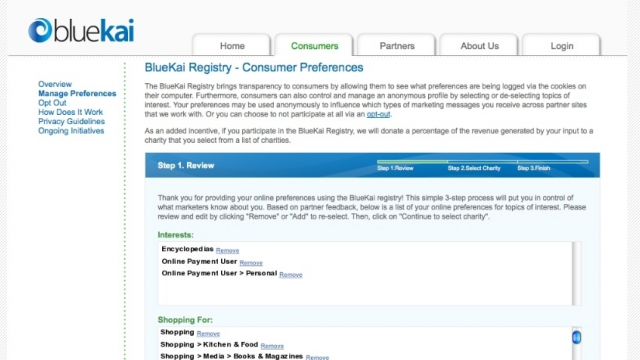 bluekai
Home
Consumers
Partners
About Us
Login
Overview
Manage Preferences
Opt Out
How Does It Work
Privacy Guidelines
Ongoing Initiatives
BlueKai Registry - Consumer Preferences
The BlueKai Registry brings transparency to consumers by allowing them to see what preferences are being logged via the cookies
on their computer. Furthermore, consumers can also control and manage an anonymous profile by selecting or de-selecting topics
of interest. Your preferences may be used anonymously to influence which types of marketing messages you receive across partner sites
that we work with. Or you can choose to not participate at all via an opt-out.
As an added incentive, if you participate in the BlueKai Registry, we will donate a percentage of the revenue generated by your input to a
charity that you select from a list of charities.
Step 1. Review
Step 1.Review
Step 2.Select Charity
Step 3.Finish
Thank you for providing your online preferences using the BlueKai registry! This simple 3-step process will put you in control of
what marketers know about you. Based on partner feedback, below is a list of your online preferences for topics of interest. Please
review and edit by clicking "Remove" or "Add" to re-select. Then, click on "Continue to select charity".
Interests:
Encyclopedias Remove
Online Payment User Remove
Online Payment User > Personal Remove
Shopping For:
Shopping Remove
Shopping > Kitchen & Food Remove
Shopping > Media > Books & Magazines Remove